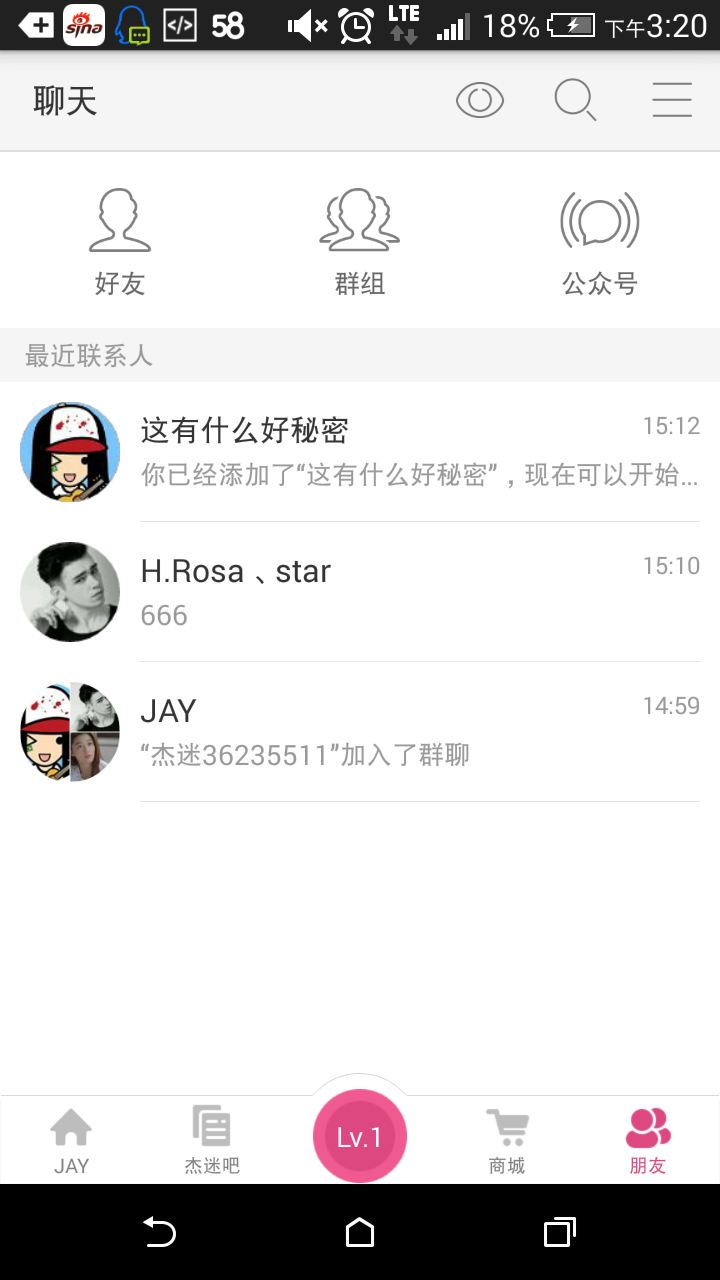 sina </> 58 LTE 18% 下午3:20
聊天
好友 群组 公众号
最近联系人
这有什么好秘密 15:12
你已经添加了“这有什么好秘密”，现在可以开始...
H.Rosa、star 15:10
666
JAY 14:59
“杰迷36235511”加入了群聊
Lv.1
JAY 杰迷吧 商城 朋友